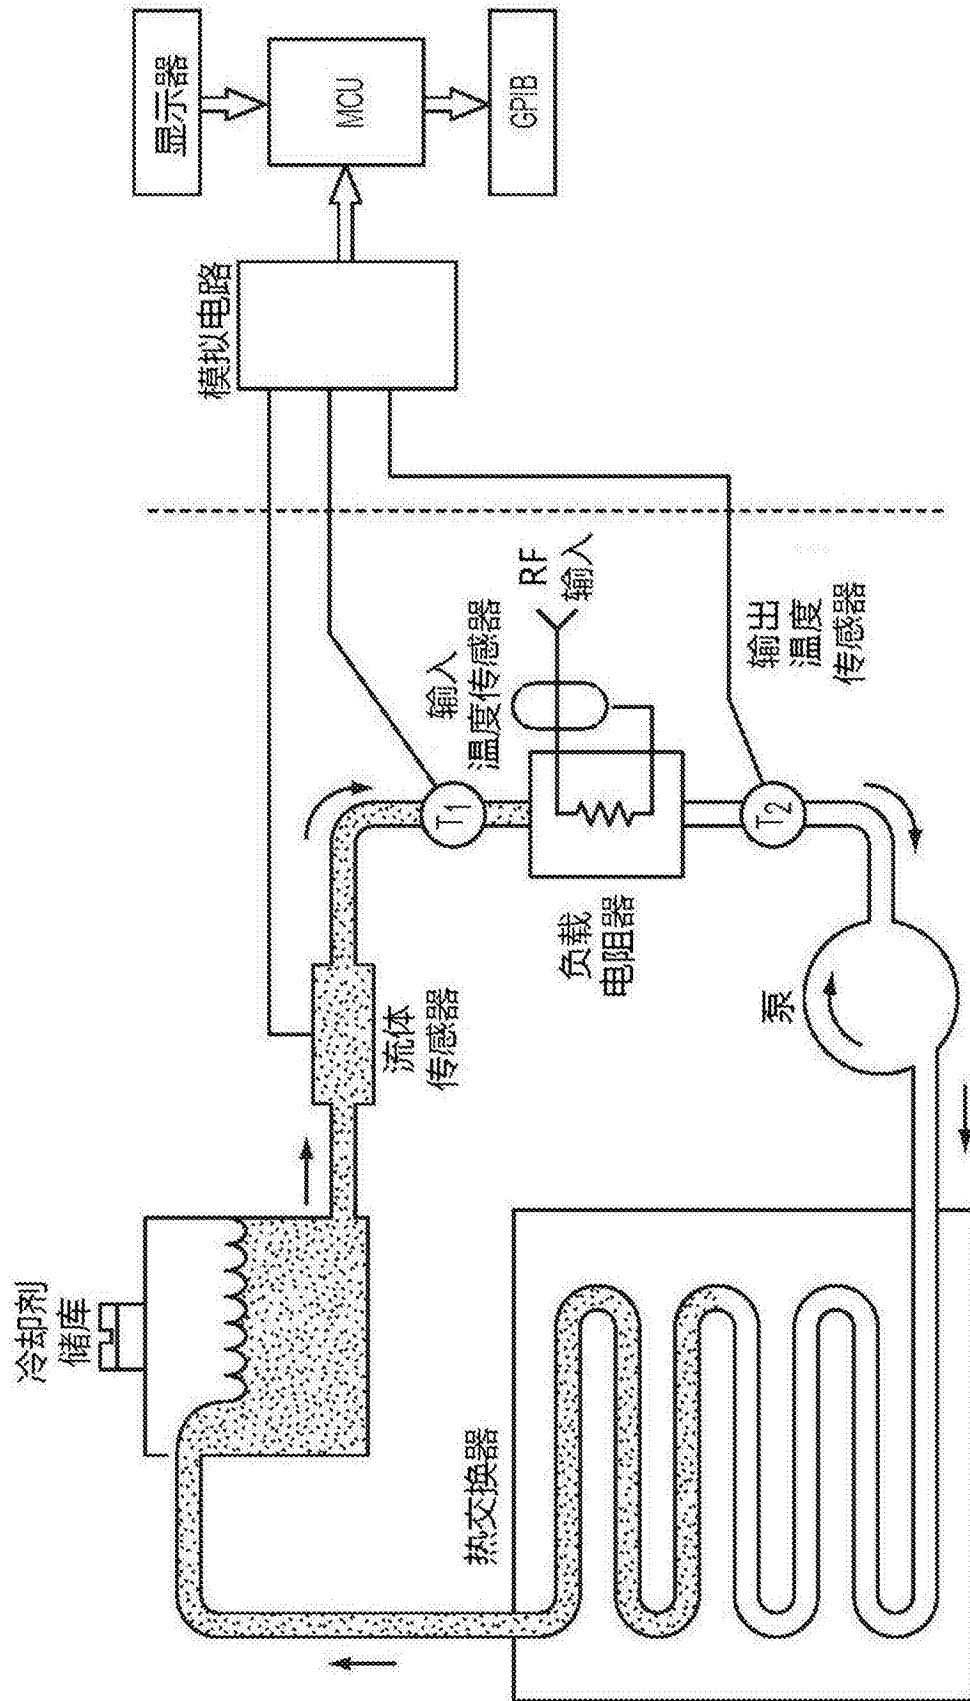 冷却剂
储库
流体
传感器
模拟电路
显示器
MCU
GPIB
热交换器
泵
负载
电阻器
T1
输入
温度传感器
RF
输入
T2
输出
温度
传感器